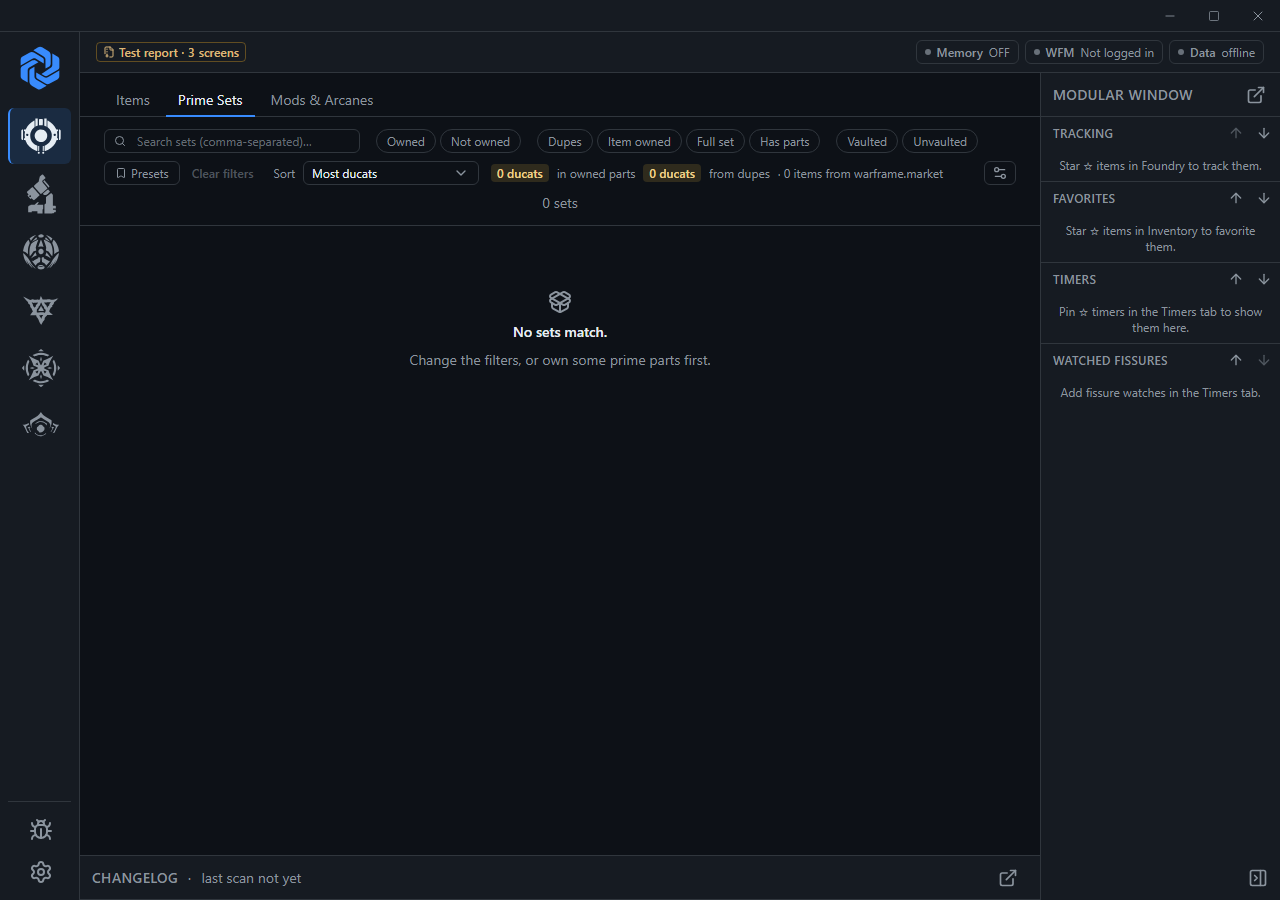 Test report · 3 screens
Memory OFF
WFM Not logged in
Data offline
Items
Prime Sets
Mods & Arcanes
Search sets (comma-separated)...
Owned
Not owned
Dupes
Item owned
Full set
Has parts
Vaulted
Unvaulted
Presets
Clear filters
Sort
Most ducats
0 ducats in owned parts 0 ducats from dupes · 0 items from warframe.market
0 sets
No sets match.
Change the filters, or own some prime parts first.
CHANGELOG · last scan not yet
MODULAR WINDOW
TRACKING
Star ☆ items in Foundry to track them.
FAVORITES
Star ☆ items in Inventory to favorite
them.
TIMERS
Pin ☆ timers in the Timers tab to show
them here.
WATCHED FISSURES
Add fissure watches in the Timers tab.